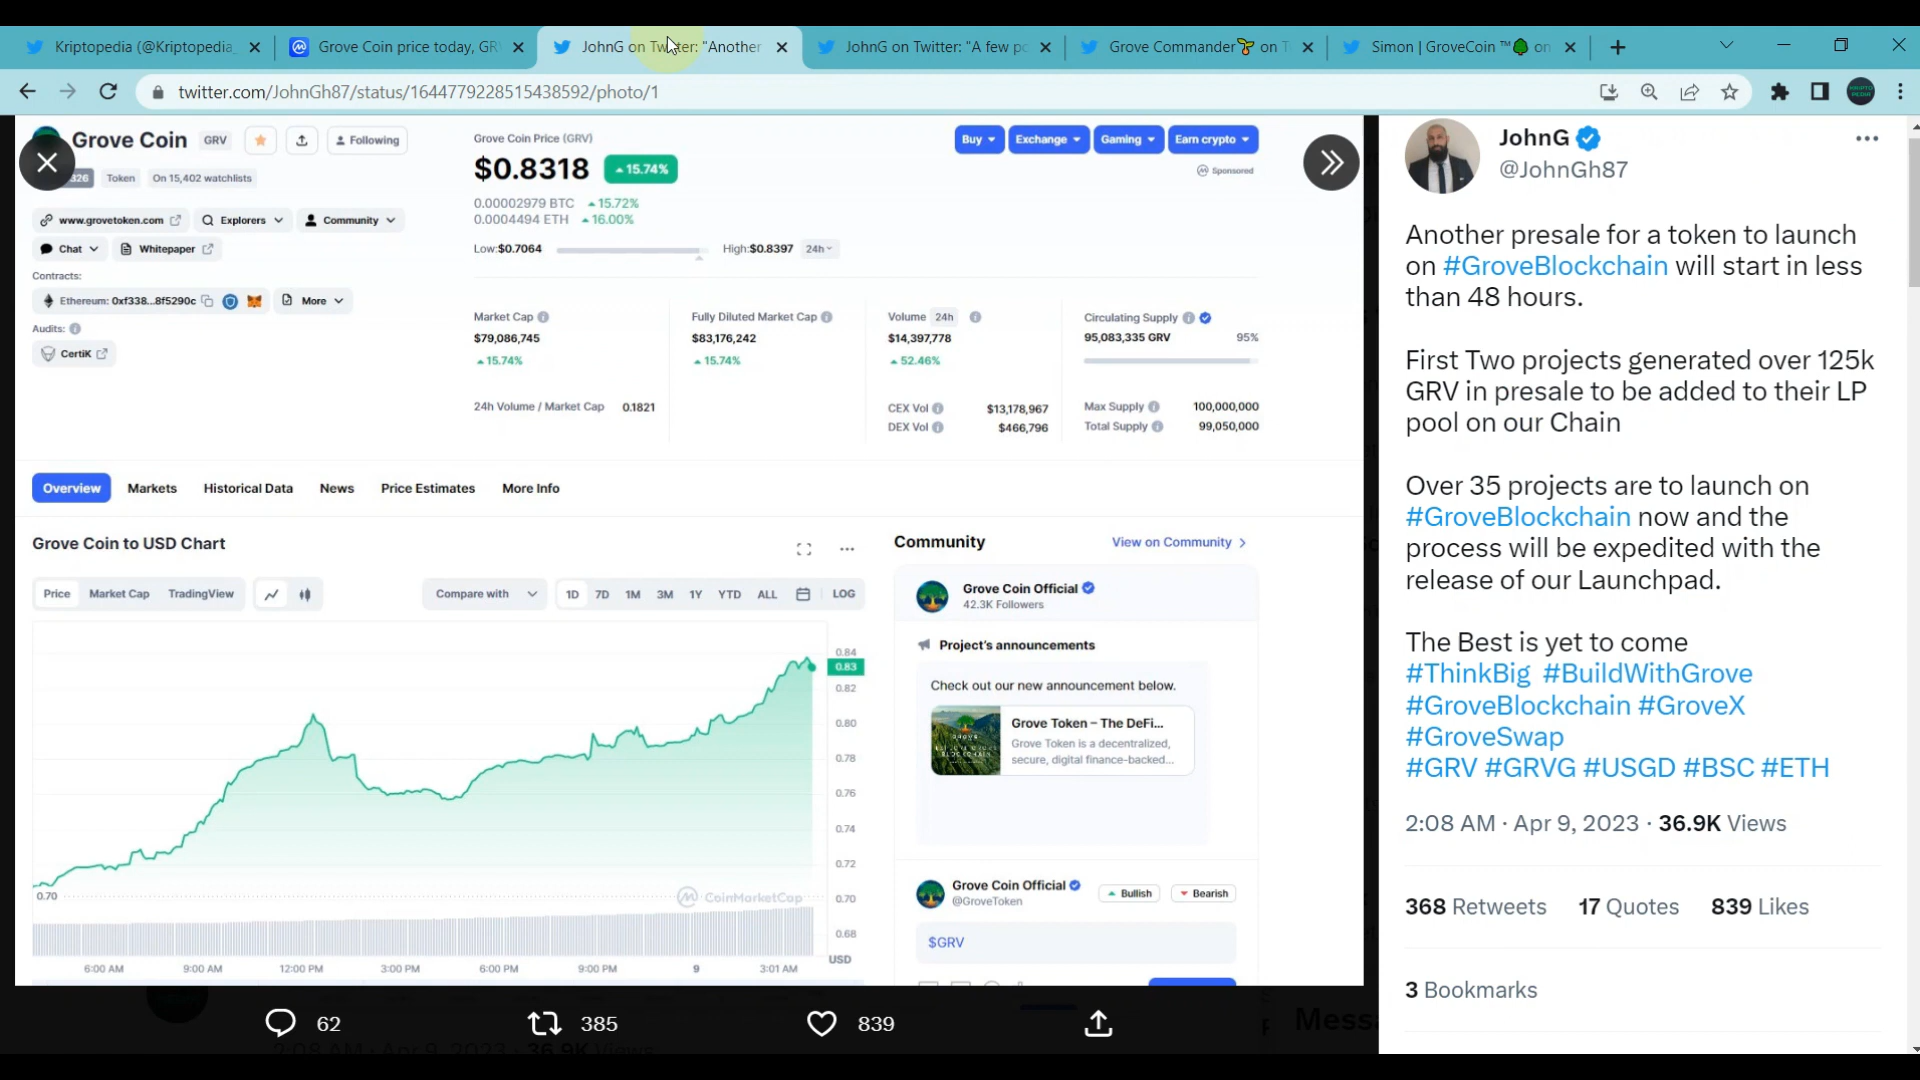 Kriptopedia (@Kriptopedia_
Grove Coin price today, GR
JohnG on Twitter: "Another
JohnG on Twitter: "A few po
Grove Commander on T
Simon | GroveCoin ™ on
twitter.com/JohnGh87/status/1644779228515438592/photo/1
Grove Coin GRV
Following
326 Token On 15,402 watchlists
www.grovetoken.com Explorers Community
Chat Whitepaper
Contracts:
Ethereum: 0xf338...8f5290c More
Audits:
CertiK
Grove Coin Price (GRV)
$0.8318 15.74%
0.00002979 BTC 15.72%
0.0004494 ETH 16.00%
Low:$0.7064 High:$0.8397 24h
Buy Exchange Gaming Earn crypto
Sponsored
Market Cap
$79,086,745
15.74%
24h Volume / Market Cap 0.1821
Fully Diluted Market Cap
$83,176,242
15.74%
Volume 24h
$14,397,778
52.46%
CEX Vol $13,178,967
DEX Vol $466,796
Circulating Supply
95,083,335 GRV 95%
Max Supply 100,000,000
Total Supply 99,050,000
Overview Markets Historical Data News Price Estimates More Info
Grove Coin to USD Chart
Price Market Cap TradingView Compare with 1D 7D 1M 3M 1Y YTD ALL LOG
0.84
0.83
0.82
0.80
0.78
0.76
0.74
0.72
0.70
0.70
0.68
CoinMarketCap
USD
6:00 AM 9:00 AM 12:00 PM 3:00 PM 6:00 PM 9:00 PM 9 3:01 AM
Community View on Community
Grove Coin Official
42.3K Followers
Project's announcements
Check out our new announcement below.
Grove Token – The DeFi...
Grove Token is a decentralized,
secure, digital finance-backed...
Grove Coin Official
@GroveToken
Bullish Bearish
$GRV
62 385 839
2:08 AM · Apr 9, 2023 · 36.9K Views
Mess
JohnG
@JohnGh87
Another presale for a token to launch
on #GroveBlockchain will start in less
than 48 hours.
First Two projects generated over 125k
GRV in presale to be added to their LP
pool on our Chain
Over 35 projects are to launch on
#GroveBlockchain now and the
process will be expedited with the
release of our Launchpad.
The Best is yet to come
#ThinkBig #BuildWithGrove
#GroveBlockchain #GroveX
#GroveSwap
#GRV #GRVG #USGD #BSC #ETH
2:08 AM · Apr 9, 2023 · 36.9K Views
368 Retweets 17 Quotes 839 Likes
3 Bookmarks